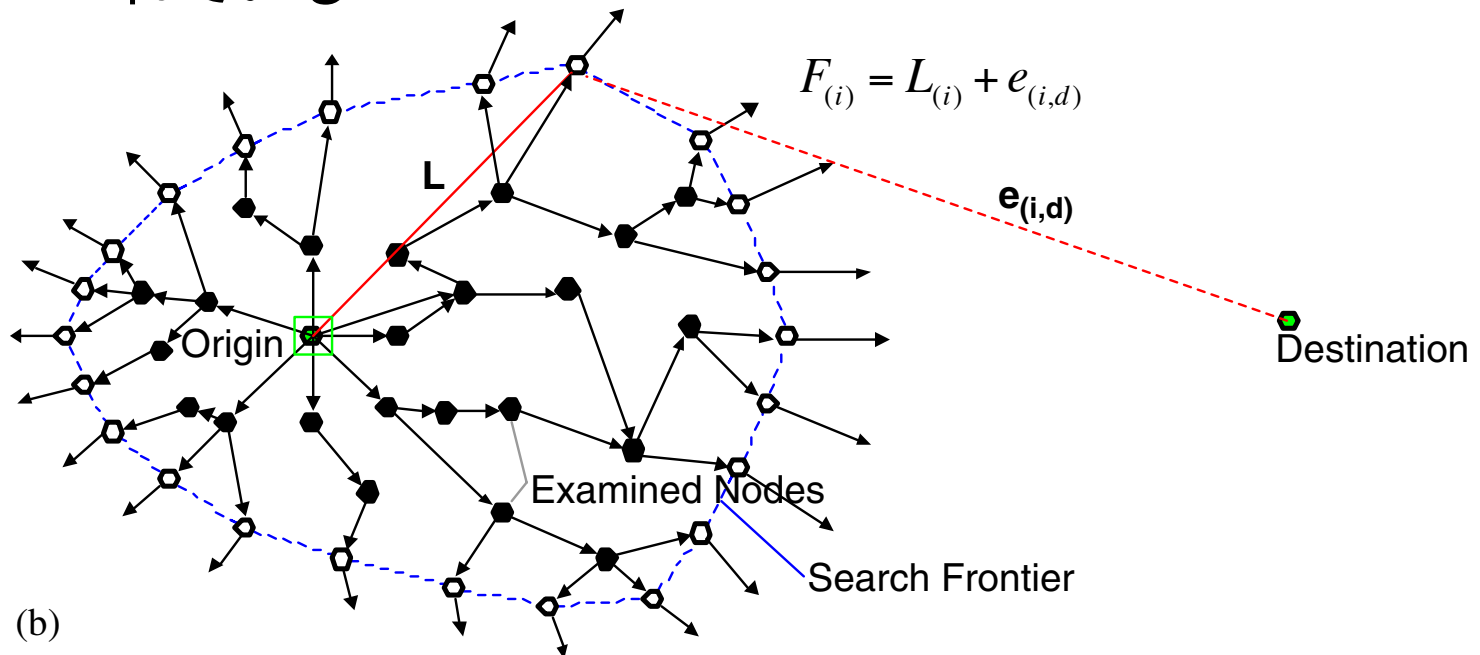 F(i) = L(i) + e(i,d)
L
e(i,d)
Origin
Destination
Examined Nodes
Search Frontier
(b)